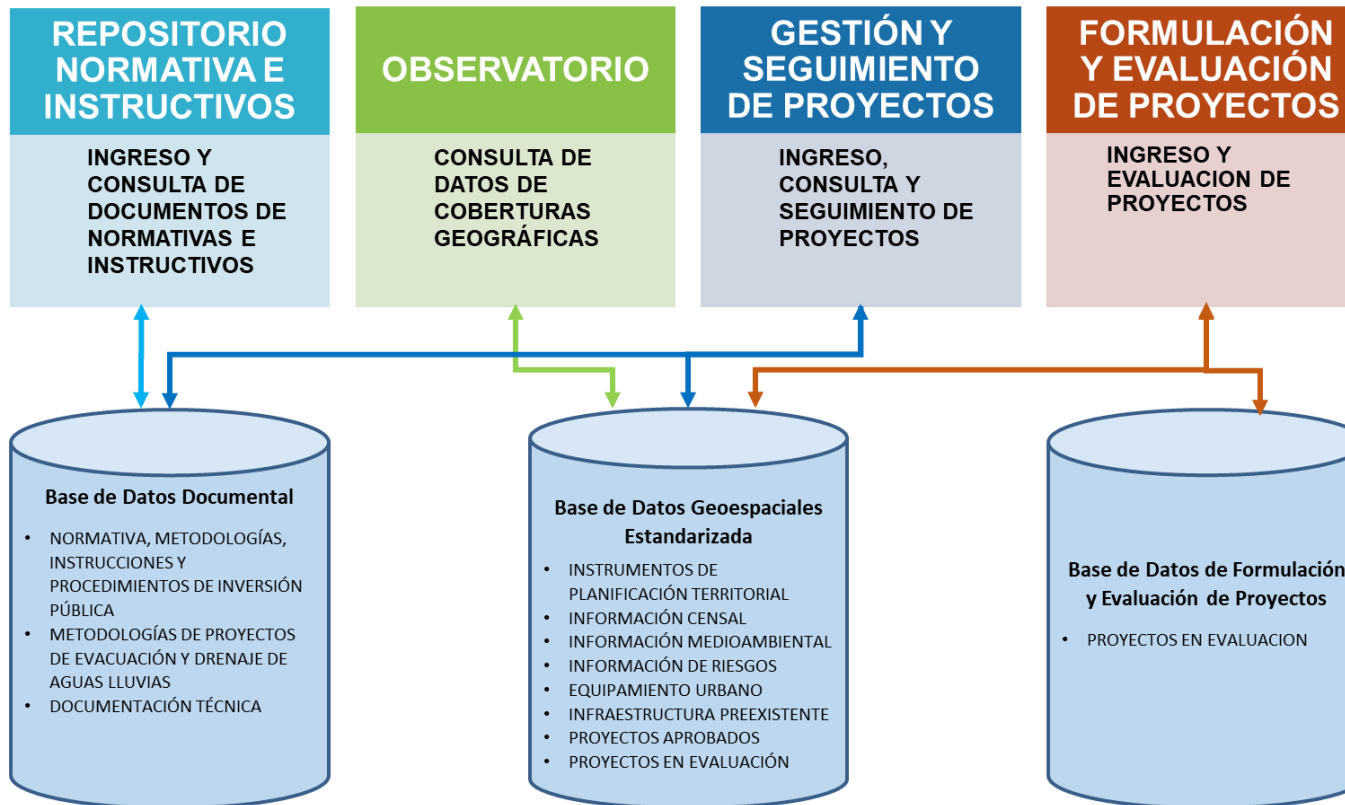 REPOSITORIO
NORMATIVA E
INSTRUCTIVOS
INGRESO Y
CONSULTA DE
DOCUMENTOS DE
NORMATIVAS E
INSTRUCTIVOS
OBSERVATORIO
CONSULTA DE
DATOS DE
COBERTURAS
GEOGRÁFICAS
GESTIÓN Y
SEGUIMIENTO
DE PROYECTOS
INGRESO,
CONSULTA Y
SEGUIMIENTO DE
PROYECTOS
FORMULACIÓN
Y EVALUACIÓN
DE PROYECTOS
INGRESO Y
EVALUACION DE
PROYECTOS
Base de Datos Documental
• NORMATIVA, METODOLOGÍAS,
INSTRUCCIONES Y
PROCEDIMIENTOS DE INVERSIÓN
PÚBLICA
• METODOLOGÍAS DE PROYECTOS
DE EVACUACIÓN Y DRENAJE DE
AGUAS LLUVIAS
• DOCUMENTACIÓN TÉCNICA
Base de Datos Geoespaciales
Estandarizada
• INSTRUMENTOS DE
PLANIFICACIÓN TERRITORIAL
• INFORMACIÓN CENSAL
• INFORMACIÓN MEDIOAMBIENTAL
• INFORMACIÓN DE RIESGOS
• EQUIPAMIENTO URBANO
• INFRAESTRUCTURA PREEXISTENTE
• PROYECTOS APROBADOS
• PROYECTOS EN EVALUACIÓN
Base de Datos de Formulación
y Evaluación de Proyectos
• PROYECTOS EN EVALUACION